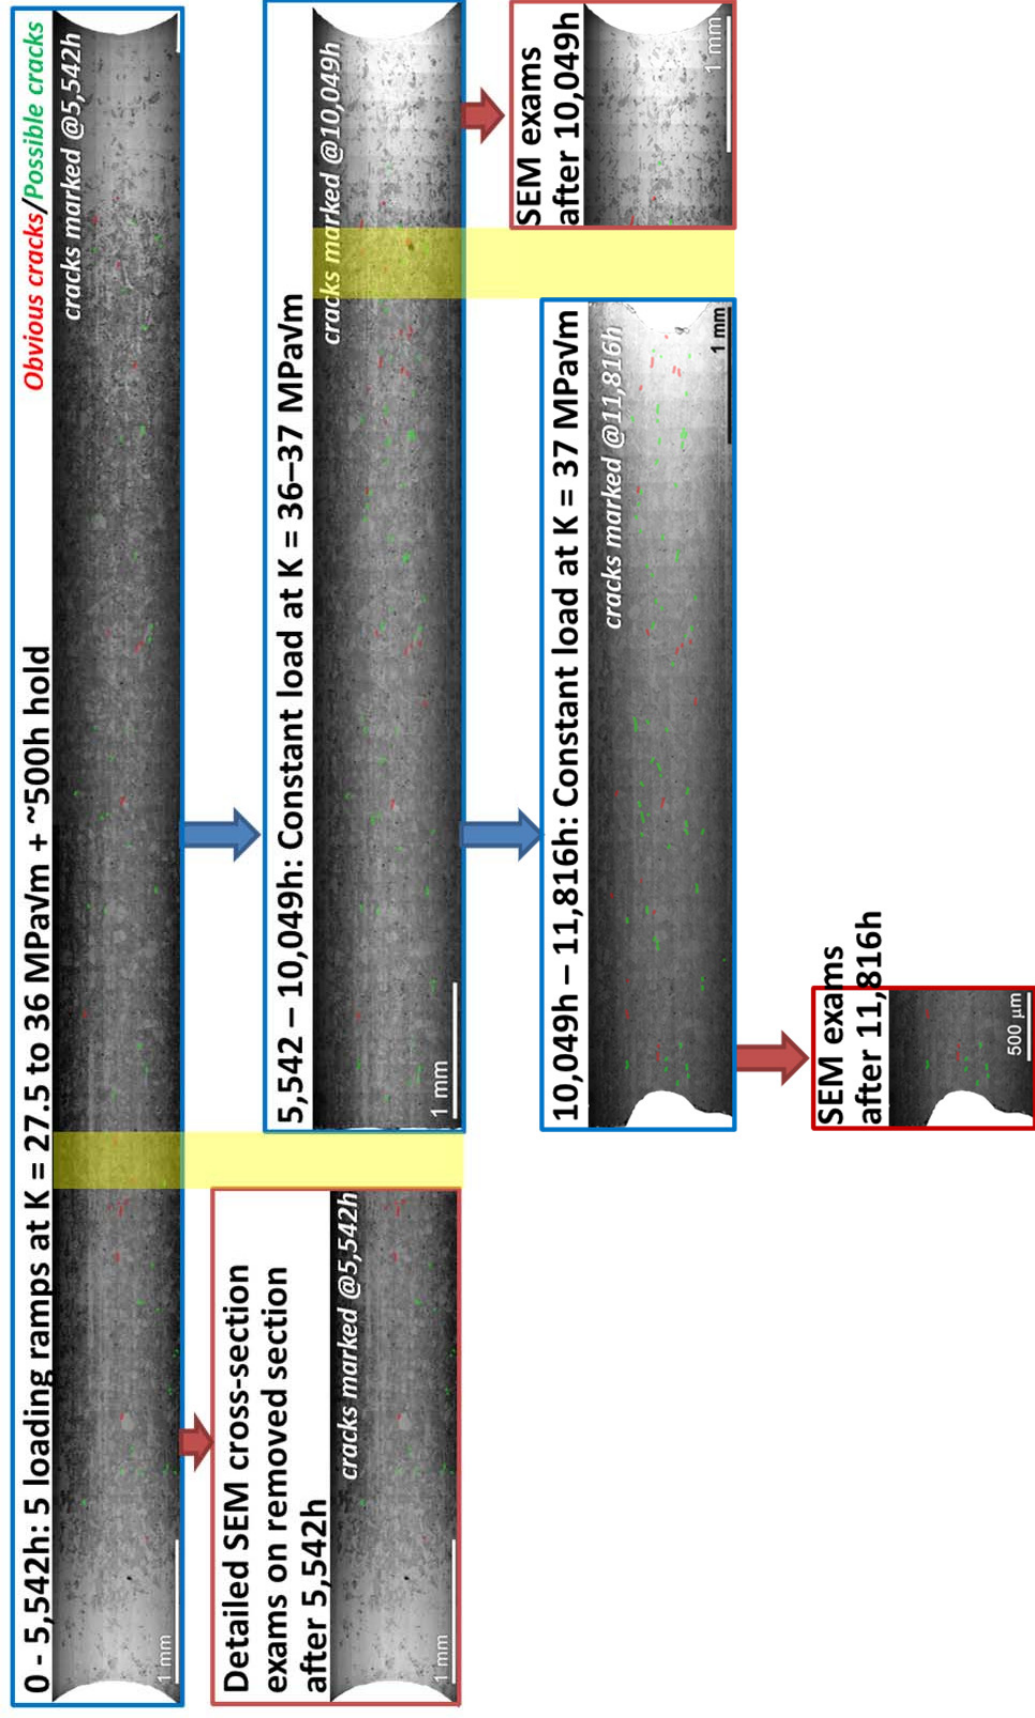 0 - 5,542h: 5 loading ramps at K = 27.5 to 36 MPa√m + ~500h hold
Obvious cracks/Possible cracks
cracks marked @5,542h
1 mm
Detailed SEM cross-section
exams on removed section
after 5,542h
cracks marked @5,542h
1 mm
5,542 – 10,049h: Constant load at K = 36–37 MPa√m
cracks marked @10,049h
1 mm
SEM exams
after 10,049h
1 mm
10,049h – 11,816h: Constant load at K = 37 MPa√m
cracks marked @11,816h
1 mm
SEM exams
after 11,816h
500 µm